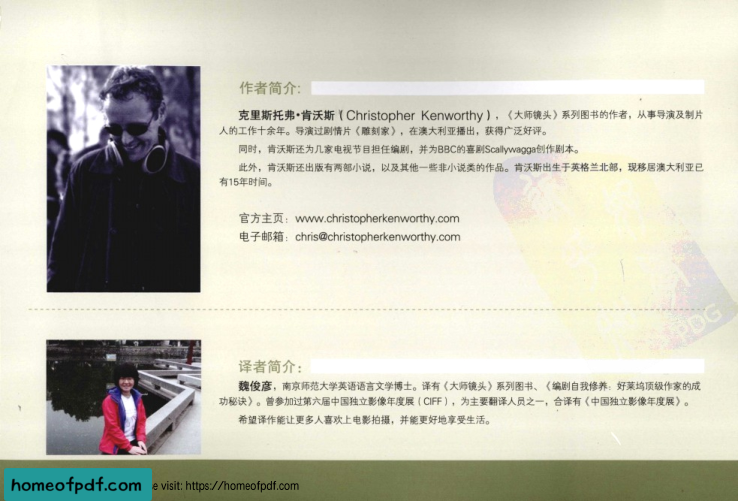 作者简介:
克里斯托弗·肯沃斯（Christopher Kenworthy），《大师镜头》系列图书的作者，从事导演及制片
人的工作十余年。导演过剧情片《雕刻家》，在澳大利亚播出，获得广泛好评。
同时，肯沃斯还为几家电视节目担任编剧，并为BBC的喜剧Scallywagga创作剧本。
此外，肯沃斯还出版有两部小说，以及其他一些非小说类的作品。肯沃斯出生于英格兰北部，现移居澳大利亚已
有15年时间。
官方主页：www.christopherkenworthy.com
电子邮箱：chris@christopherkenworthy.com
PDG
译者简介：
魏俊彦，南京师范大学英语语言文学博士。译有《大师镜头》系列图书、《编剧自我修养：好莱坞顶级作家的成
功秘诀》。曾参加过第六届中国独立影像年度展（CIFF），为主要翻译人员之一，合译有《中国独立影像年度展》。
希望译作能让更多人喜欢上电影拍摄，并能更好地享受生活。
homeofpdf.com
e visit: https://homeofpdf.com